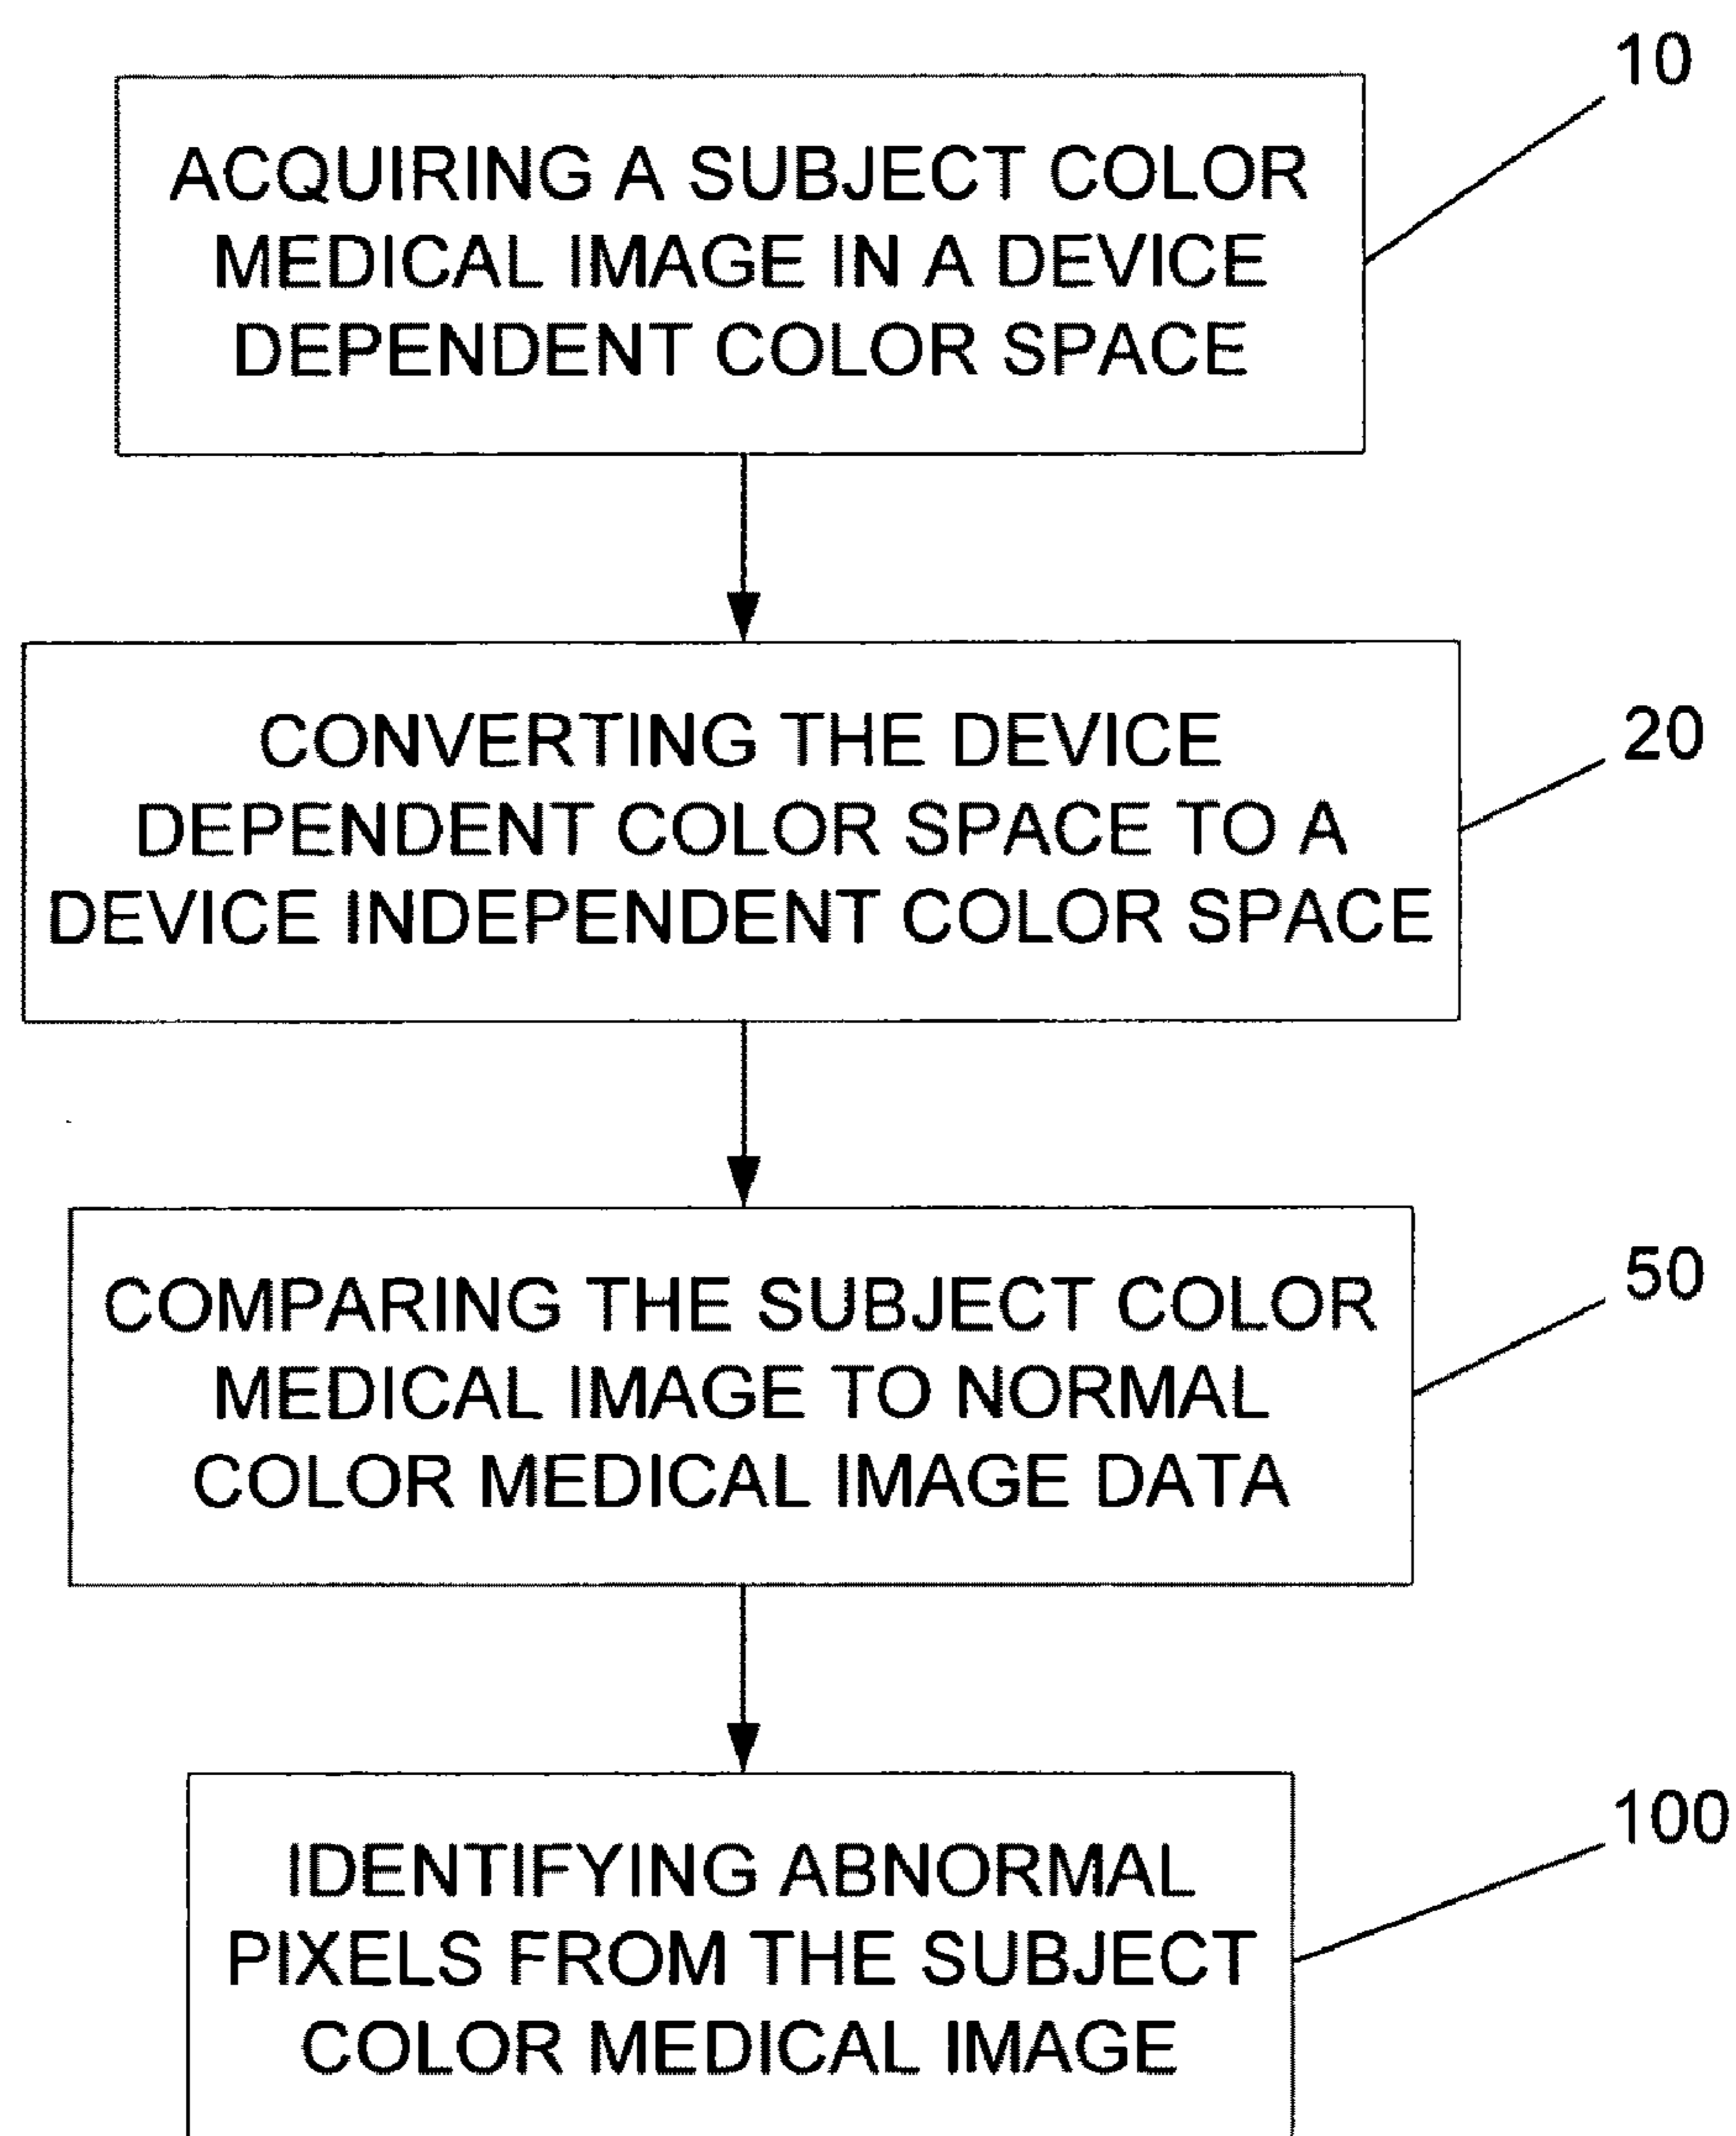 10
ACQUIRING A SUBJECT COLOR
MEDICAL IMAGE IN A DEVICE
DEPENDENT COLOR SPACE
20
CONVERTING THE DEVICE
DEPENDENT COLOR SPACE TO A
DEVICE INDEPENDENT COLOR SPACE
50
COMPARING THE SUBJECT COLOR
MEDICAL IMAGE TO NORMAL
COLOR MEDICAL IMAGE DATA
100
IDENTIFYING ABNORMAL
PIXELS FROM THE SUBJECT
COLOR MEDICAL IMAGE